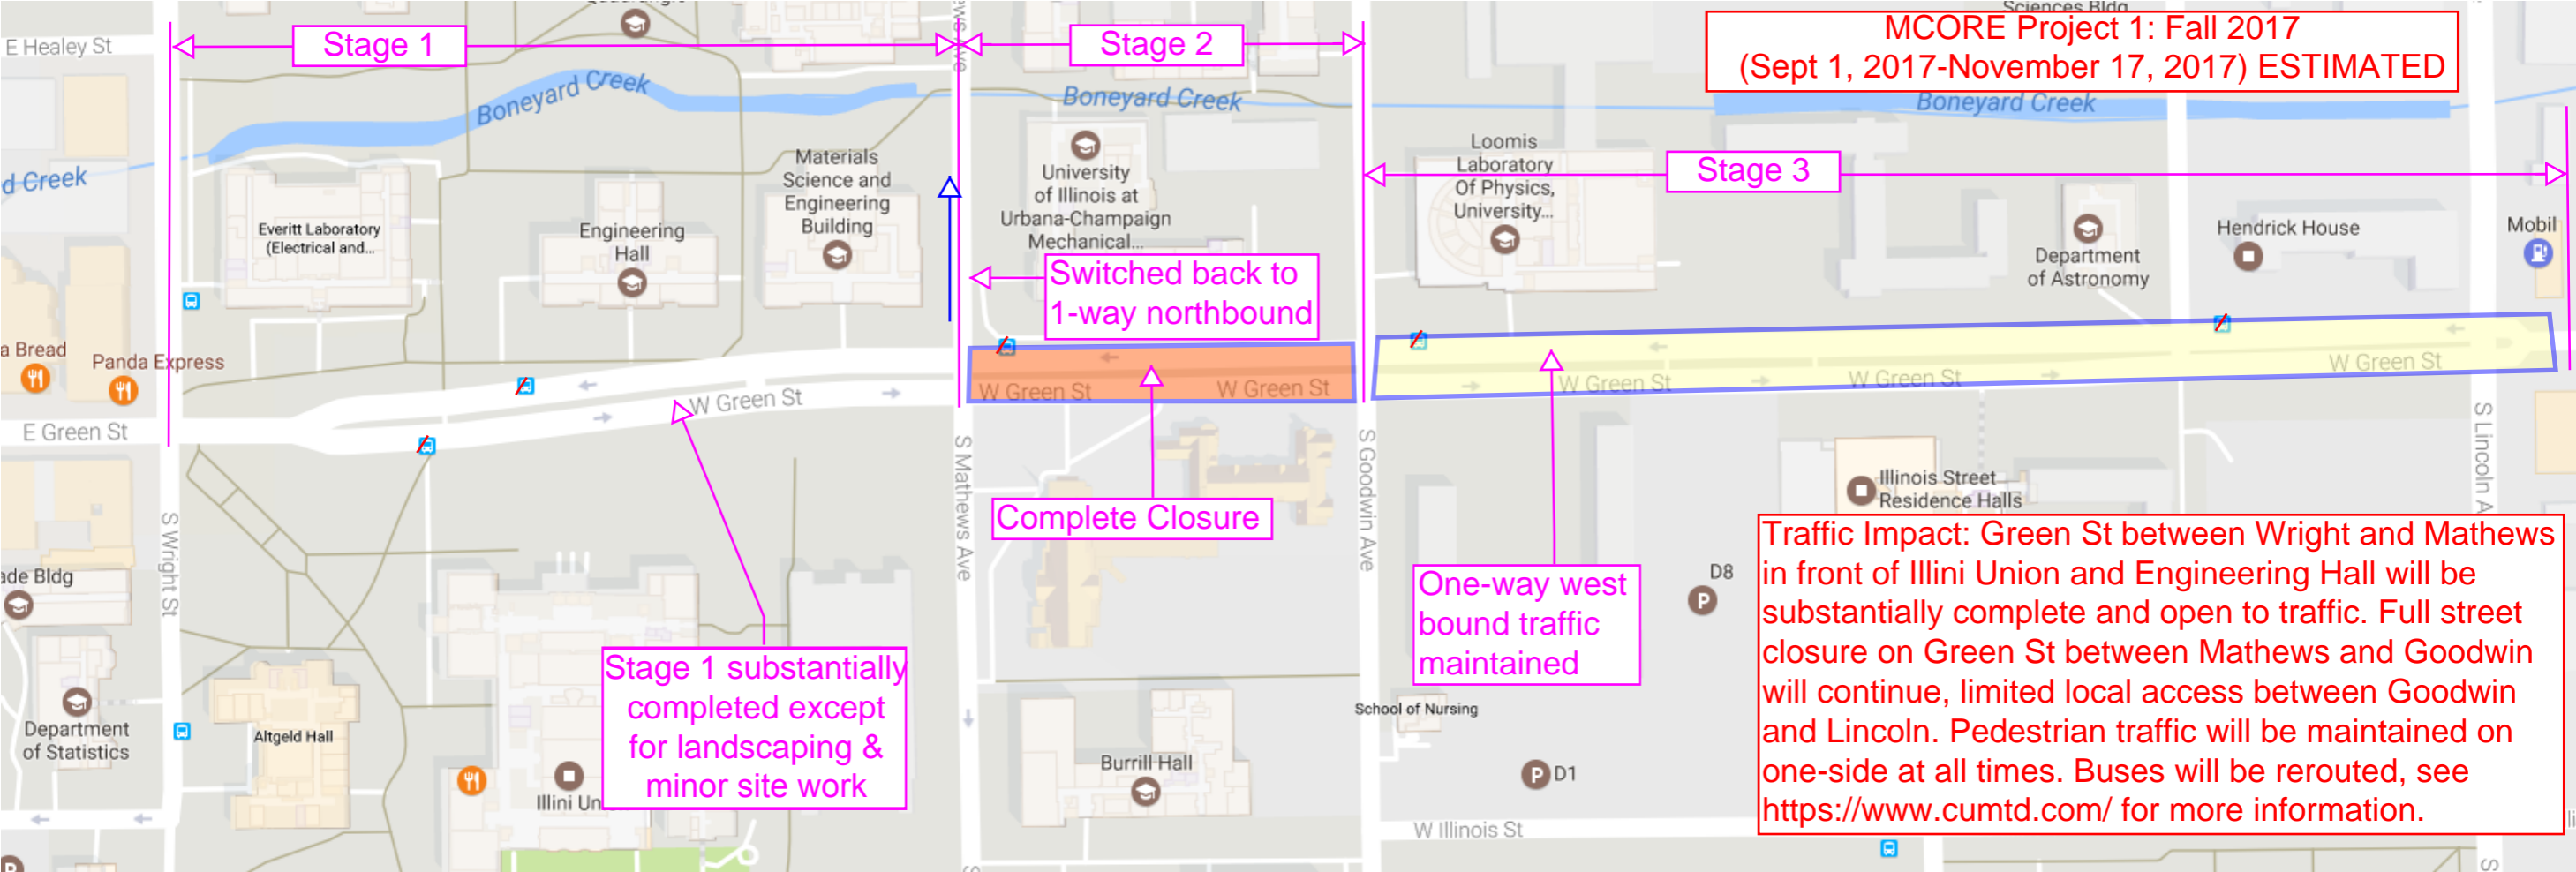 Sciences Bldg
MCORE Project 1: Fall 2017
(Sept 1, 2017-November 17, 2017) ESTIMATED
E Healey St
Stage 1
Stage 2
Stage 3
Boneyard Creek
Boneyard Creek
Boneyard Creek
d Creek
Everitt Laboratory
(Electrical and...
Engineering
Hall
Materials
Science and
Engineering
Building
University
of Illinois at
Urbana-Champaign
Mechanical...
Loomis
Laboratory
Of Physics,
University...
Department
of Astronomy
Hendrick House
Mobil
Switched back to
1-way northbound
a Bread
Panda Express
E Green St
W Green St
W Green St
W Green St
W Green St
W Green St
W Green St
S Wright St
S Mathews Ave
S Goodwin Ave
S Lincoln A
Complete Closure
One-way west
bound traffic
maintained
Stage 1 substantially
completed except
for landscaping &
minor site work
Illinois Street
Residence Halls
D8
P
Traffic Impact: Green St between Wright and Mathews
in front of Illini Union and Engineering Hall will be
substantially complete and open to traffic. Full street
closure on Green St between Mathews and Goodwin
will continue, limited local access between Goodwin
and Lincoln. Pedestrian traffic will be maintained on
one-side at all times. Buses will be rerouted, see
https://www.cumtd.com/ for more information.
ade Bldg
Department
of Statistics
Altgeld Hall
Illini Un
Burrill Hall
School of Nursing
P D1
W Illinois St